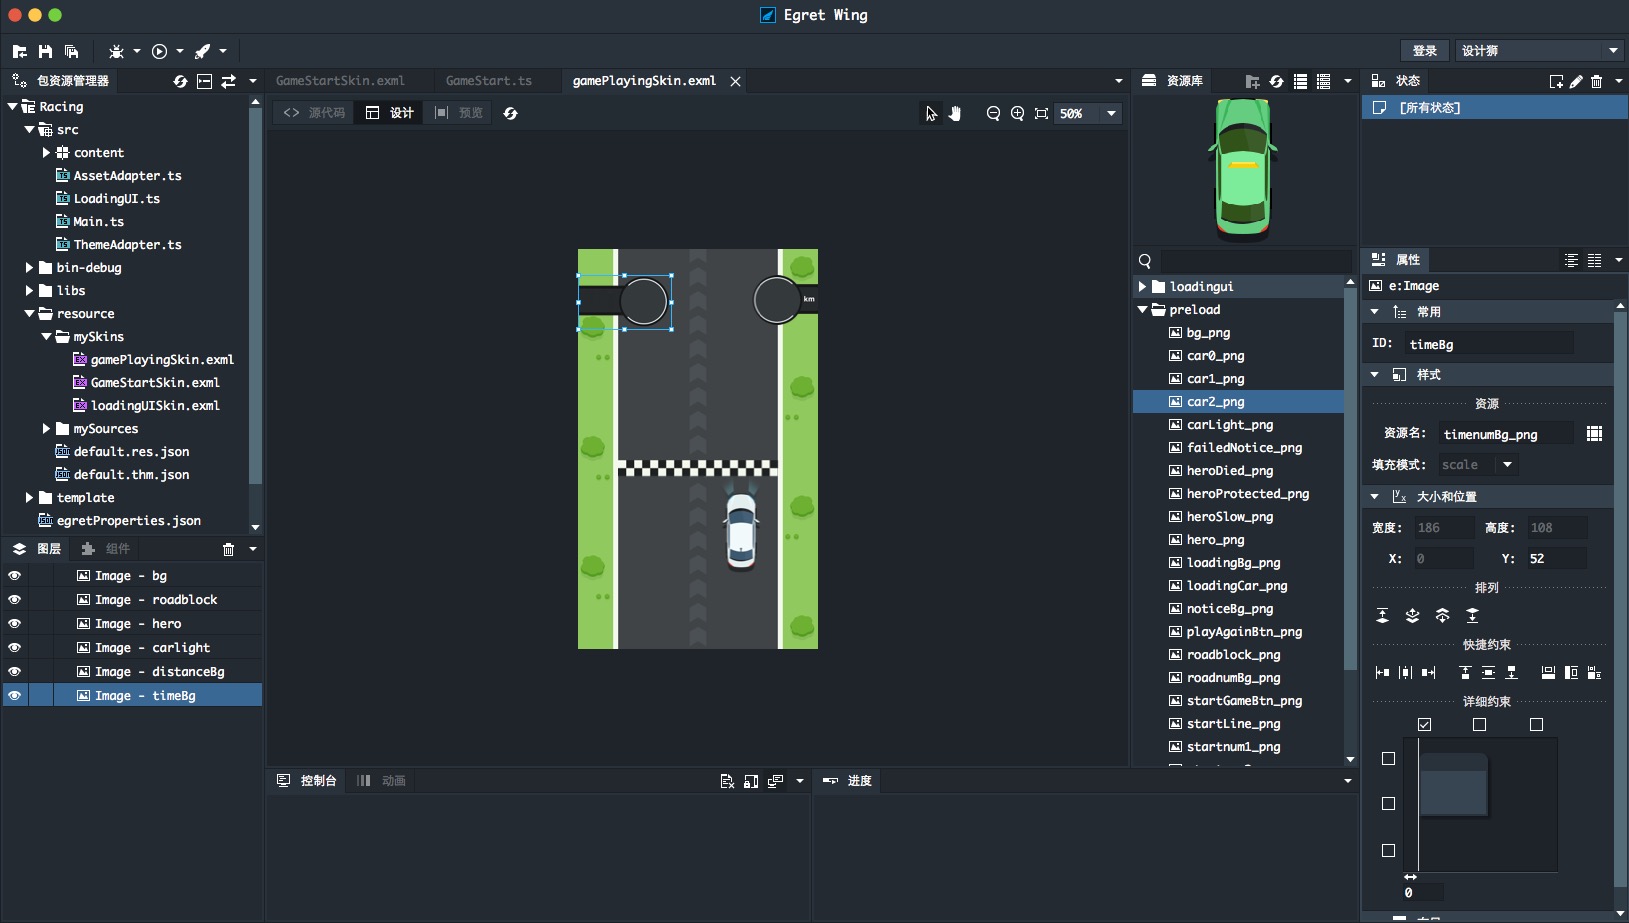 Egret Wing
登录
设计狮
包资源管理器
Racing
src
content
AssetAdapter.ts
LoadingUI.ts
Main.ts
ThemeAdapter.ts
bin-debug
libs
resource
mySkins
gamePlayingSkin.exml
GameStartSkin.exml
loadingUISkin.exml
mySources
default.res.json
default.thm.json
template
egretProperties.json
图层
组件
Image - bg
Image - roadblock
Image - hero
Image - carlight
Image - distanceBg
Image - timeBg
GameStartSkin.exml
GameStart.ts
gamePlayingSkin.exml
源代码
设计
预览
50%
km
控制台
动画
进度
资源库
loadingui
preload
bg_png
car0_png
car1_png
car2_png
carLight_png
failedNotice_png
heroDied_png
heroProtected_png
heroSlow_png
hero_png
loadingBg_png
loadingCar_png
noticeBg_png
playAgainBtn_png
roadblock_png
roadnumBg_png
startGameBtn_png
startLine_png
startnum1_png
状态
[所有状态]
属性
e:Image
常用
ID: timeBg
样式
资源
资源名: timenumBg_png
填充模式: scale
大小和位置
宽度: 186 高度: 108
X: 0 Y: 52
排列
快捷约束
详细约束
0